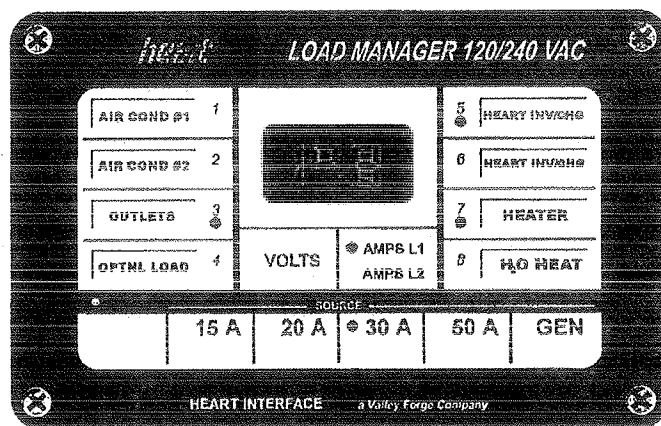 heart
LOAD MANAGER 120/240 VAC
AIR COND #1 1
AIR COND #2 2
OUTLETS 3
OPTNL LOAD 4
VOLTS
AMPS L1
AMPS L2
5 HEART INV/CHG
6 HEART INV/CHG
7 HEATER
8 H₂O HEAT
SOURCE
15 A 20 A 30 A 50 A GEN
HEART INTERFACE a Valley Forge Company